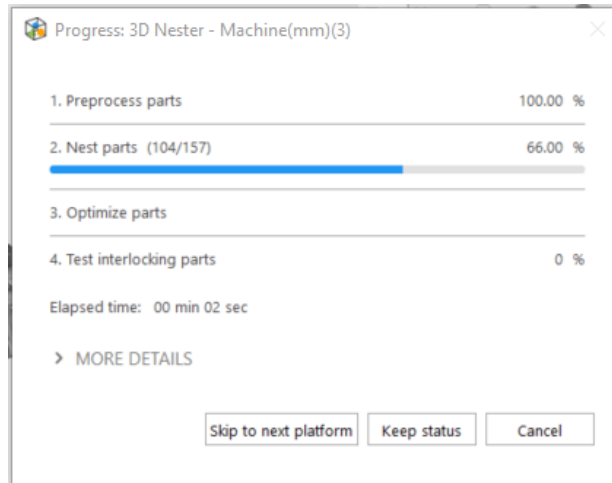 Progress: 3D Nester - Machine(mm)(3)
1. Preprocess parts 100.00 %
2. Nest parts (104/157) 66.00 %
3. Optimize parts
4. Test interlocking parts 0 %
Elapsed time: 00 min 02 sec
> MORE DETAILS
Skip to next platform Keep status Cancel